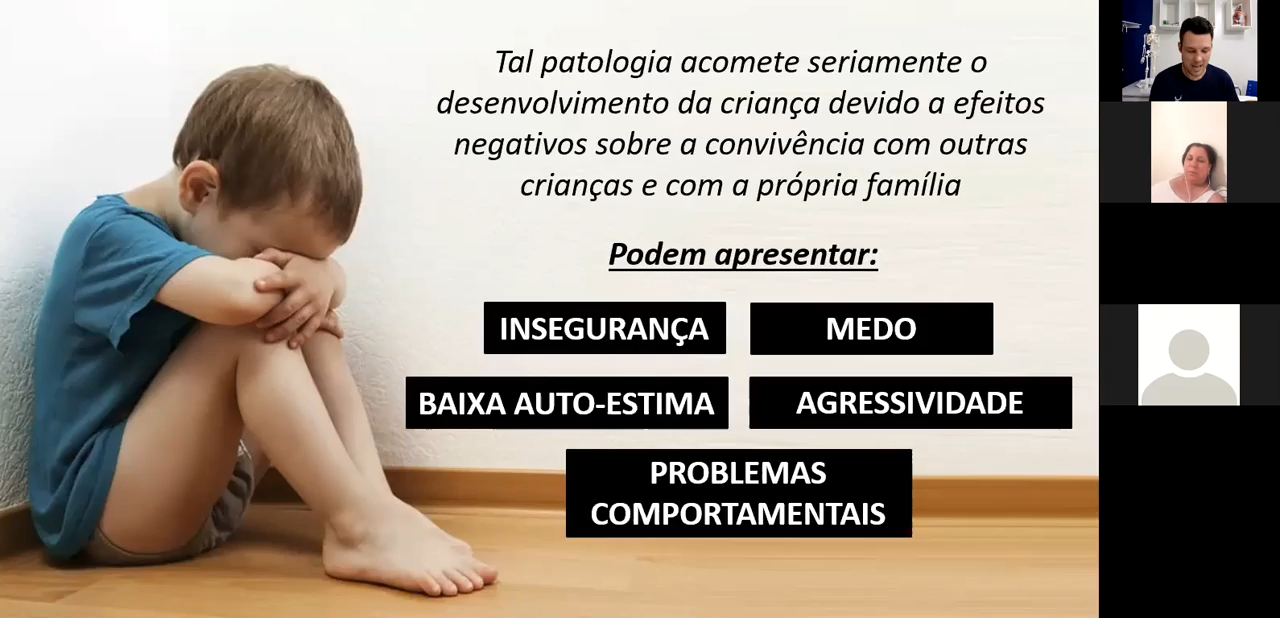 Tal patologia acomete seriamente o
desenvolvimento da criança devido a efeitos
negativos sobre a convivência com outras
crianças e com a própria família
Podem apresentar:
INSEGURANÇA
MEDO
BAIXA AUTO-ESTIMA
AGRESSIVIDADE
PROBLEMAS
COMPORTAMENTAIS